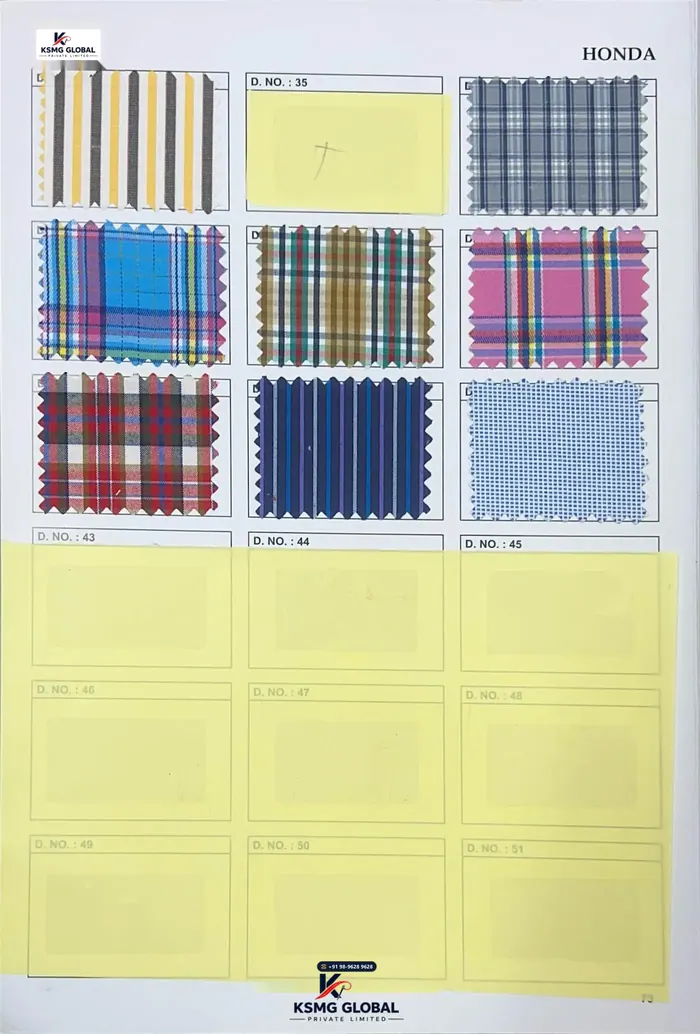 KSMG GLOBAL
PRIVATE LIMITED
HONDA
D. NO. : 35
D. NO. : 43
D. NO. : 44
D. NO. : 45
D. NO. : 46
D. NO. : 47
D. NO. : 48
D. NO. : 49
D. NO. : 50
D. NO. : 51
+91 98-9628 9628
KSMG GLOBAL
PRIVATE LIMITED